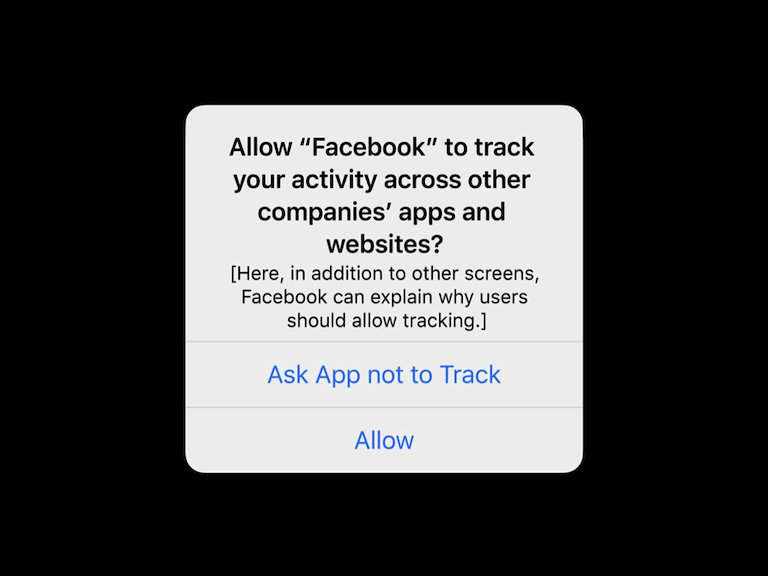 Allow “Facebook” to track
your activity across other
companies’ apps and
websites?
[Here, in addition to other screens,
Facebook can explain why users
should allow tracking.]
Ask App not to Track
Allow